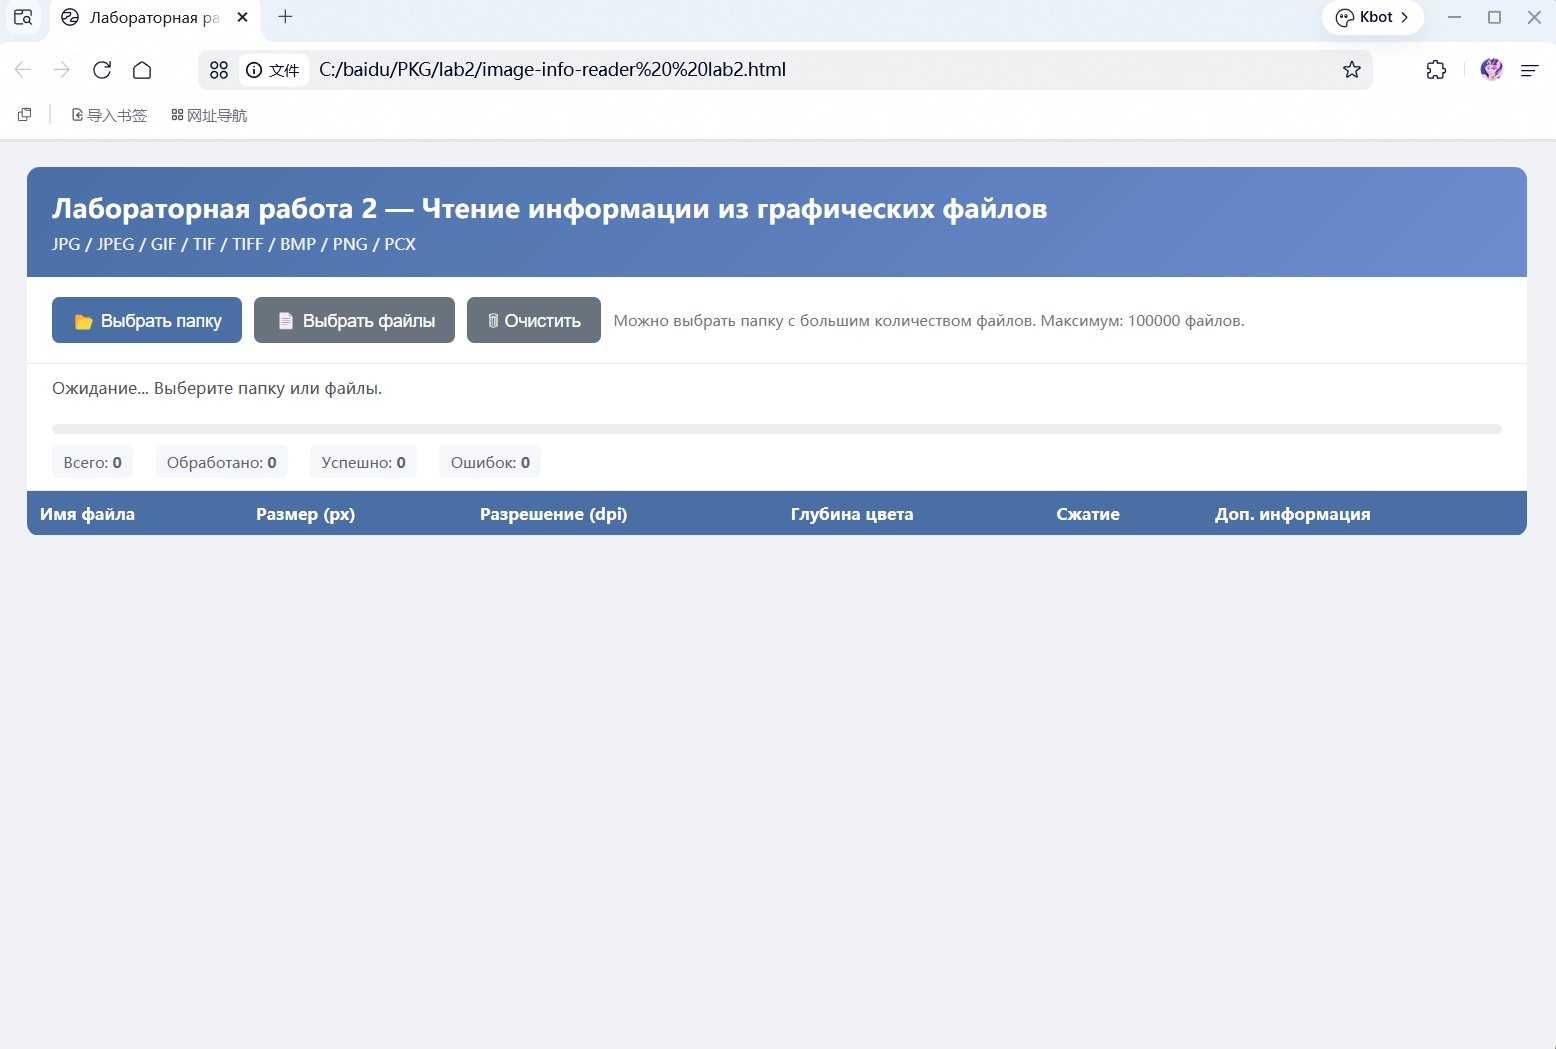 Лабораторная ра
Kbot
文件 C:/baidu/PKG/lab2/image-info-reader%20%20lab2.html
导入书签 网址导航
Лабораторная работа 2 — Чтение информации из графических файлов
JPG / JPEG / GIF / TIF / TIFF / BMP / PNG / PCX
Выбрать папку Выбрать файлы Очистить Можно выбрать папку с большим количеством файлов. Максимум: 100000 файлов.
Ожидание... Выберите папку или файлы.
Всего: 0 Обработано: 0 Успешно: 0 Ошибок: 0
Имя файла Размер (px) Разрешение (dpi) Глубина цвета Сжатие Доп. информация